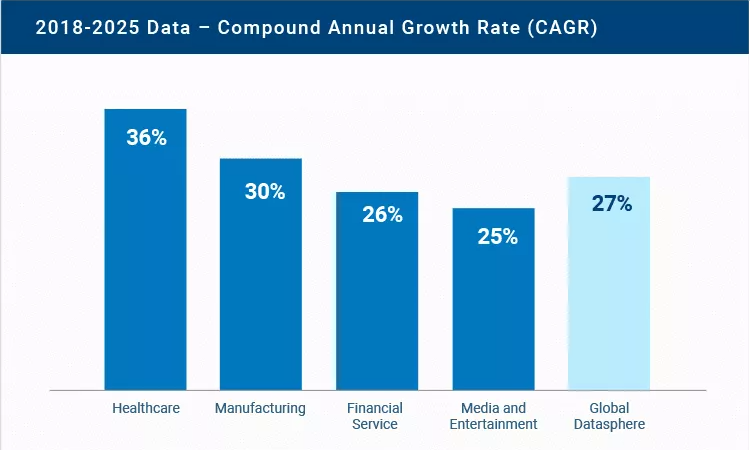 2018-2025 Data – Compound Annual Growth Rate (CAGR)
36%
30%
26%
25%
27%
Healthcare
Manufacturing
Financial
Service
Media and
Entertainment
Global
Datasphere